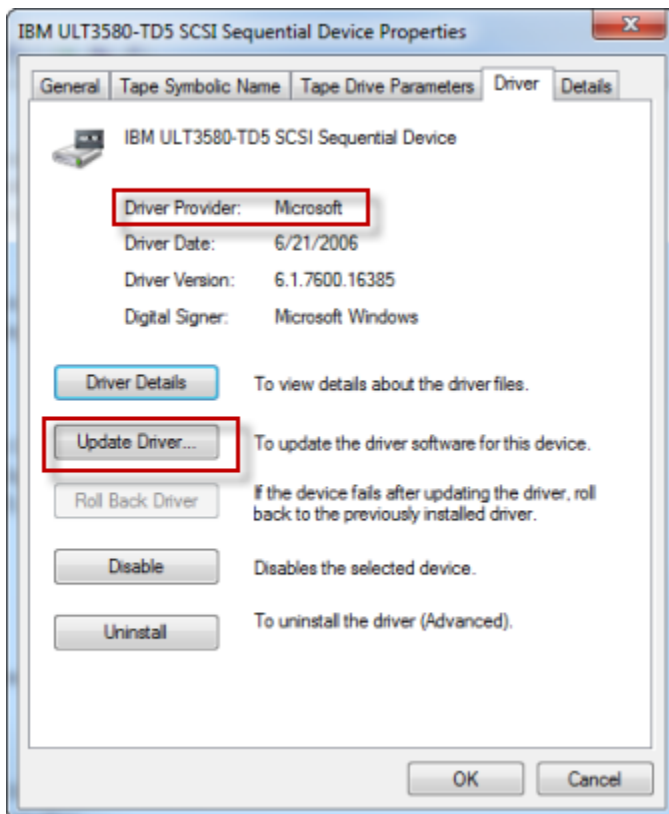 IBM ULT3580-TD5 SCSI Sequential Device Properties
General Tape Symbolic Name Tape Drive Parameters Driver Details
IBM ULT3580-TD5 SCSI Sequential Device
Driver Provider: Microsoft
Driver Date: 6/21/2006
Driver Version: 6.1.7600.16385
Digital Signer: Microsoft Windows
Driver Details To view details about the driver files.
Update Driver... To update the driver software for this device.
Roll Back Driver If the device fails after updating the driver, roll
back to the previously installed driver.
Disable Disables the selected device.
Uninstall To uninstall the driver (Advanced).
OK Cancel